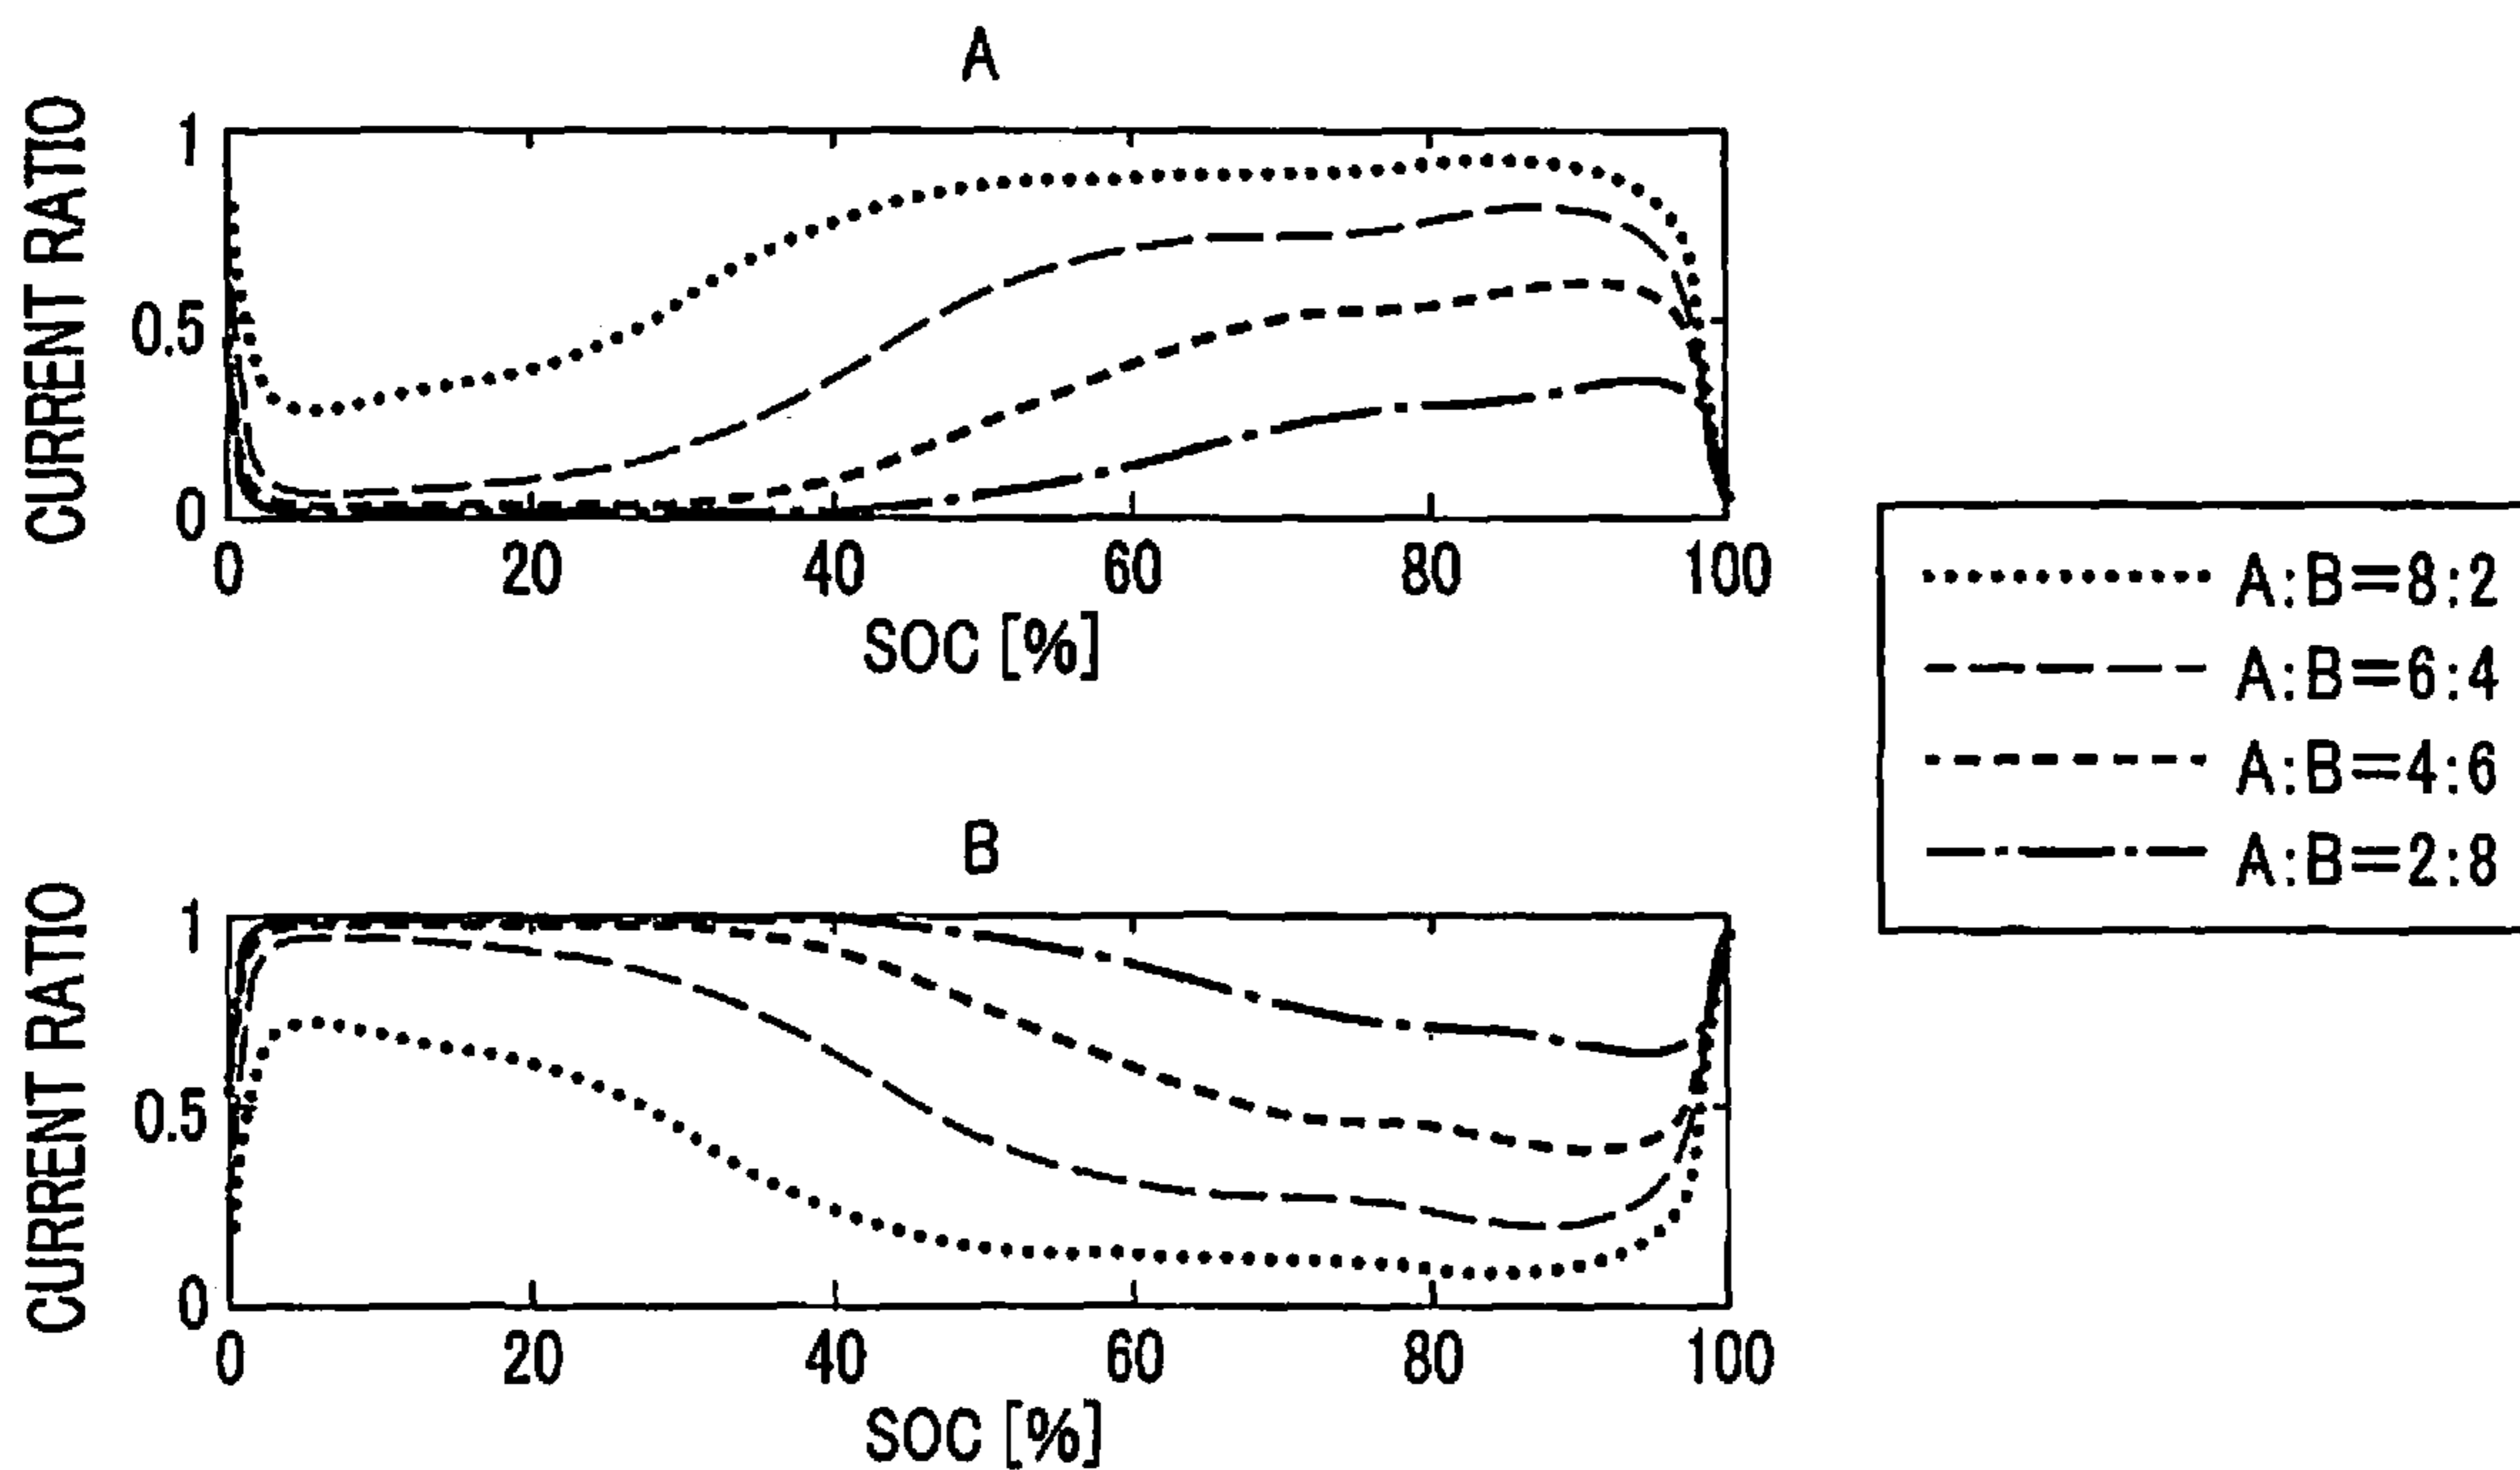 A
CURRENT RATIO
1
0.5
0
0 20 40 60 80 100
SOC [%]
A:B=8:2
A:B=6:4
A:B=4:6
A:B=2:8
B
CURRENT RATIO
1
0.5
0
0 20 40 60 80 100
SOC [%]